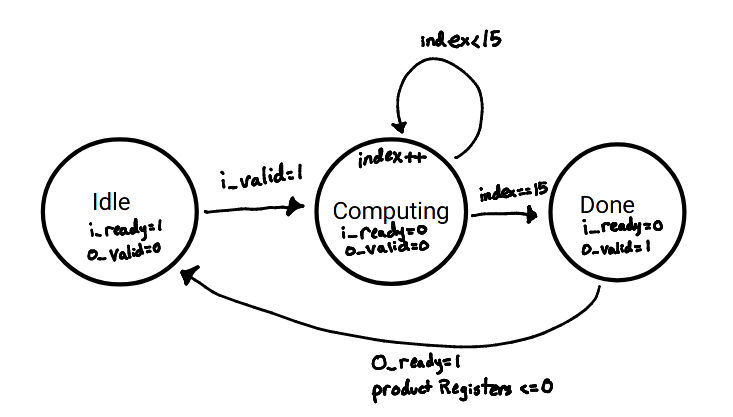 index<15
index++
i_valid=1
index==15
Idle
i_ready=1
O_Valid=0
Computing
i_ready=0
O_valid=0
Done
i_ready=0
O_valid=1
O_ready=1
product Registers <=0